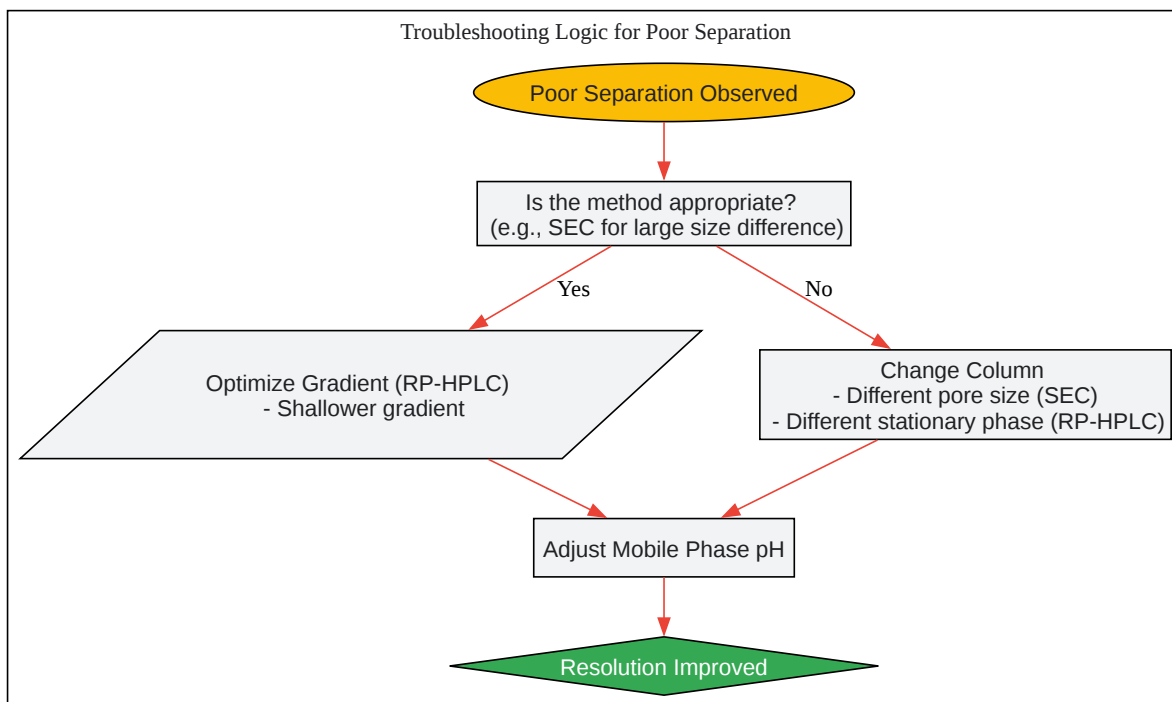 Troubleshooting Logic for Poor Separation
Poor Separation Observed
Is the method appropriate?
(e.g., SEC for large size difference)
Yes
No
Optimize Gradient (RP-HPLC)
- Shallower gradient
Change Column
- Different pore size (SEC)
- Different stationary phase (RP-HPLC)
Adjust Mobile Phase pH
Resolution Improved